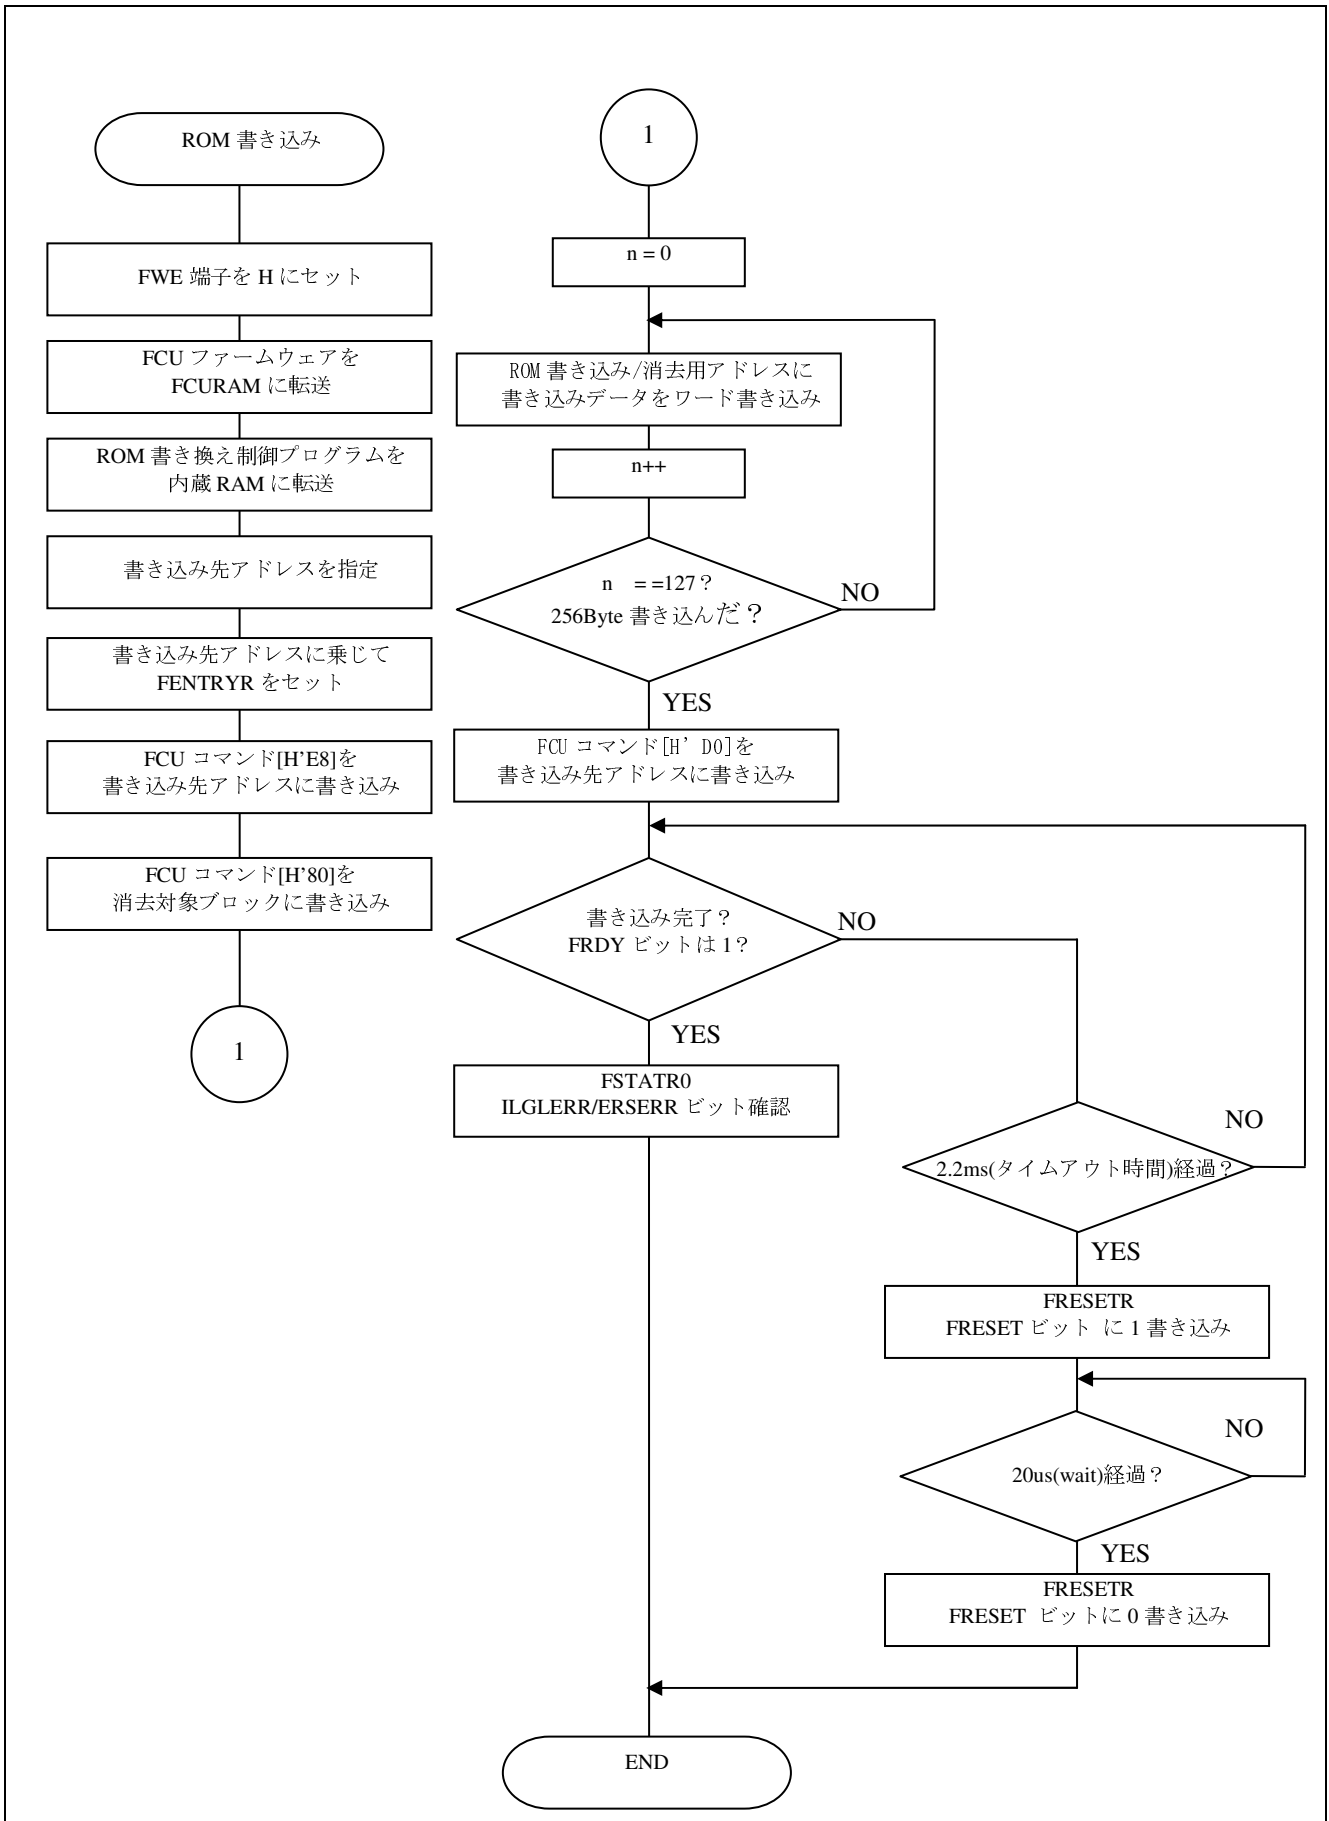 ROM 書き込み
FWE 端子を H にセット
FCU ファームウェアを
FCURAM に転送
ROM 書き換え制御プログラムを
内蔵 RAM に転送
書き込み先アドレスを指定
書き込み先アドレスに乗じて
FENTRYR をセット
FCU コマンド[H'E8]を
書き込み先アドレスに書き込み
FCU コマンド[H'80]を
消去対象ブロックに書き込み
1
1
n = 0
ROM 書き込み/消去用アドレスに
書き込みデータをワード書き込み
n++
n　= =127？
256Byte 書き込んだ？
NO
YES
FCU コマンド[H' D0]を
書き込み先アドレスに書き込み
書き込み完了？
FRDY ビットは 1？
NO
YES
FSTATR0
ILGLERR/ERSERR ビット確認
2.2ms(タイムアウト時間)経過？
NO
YES
FRESETR
FRESET ビット に 1 書き込み
20us(wait)経過？
NO
YES
FRESETR
FRESET ビットに 0 書き込み
END